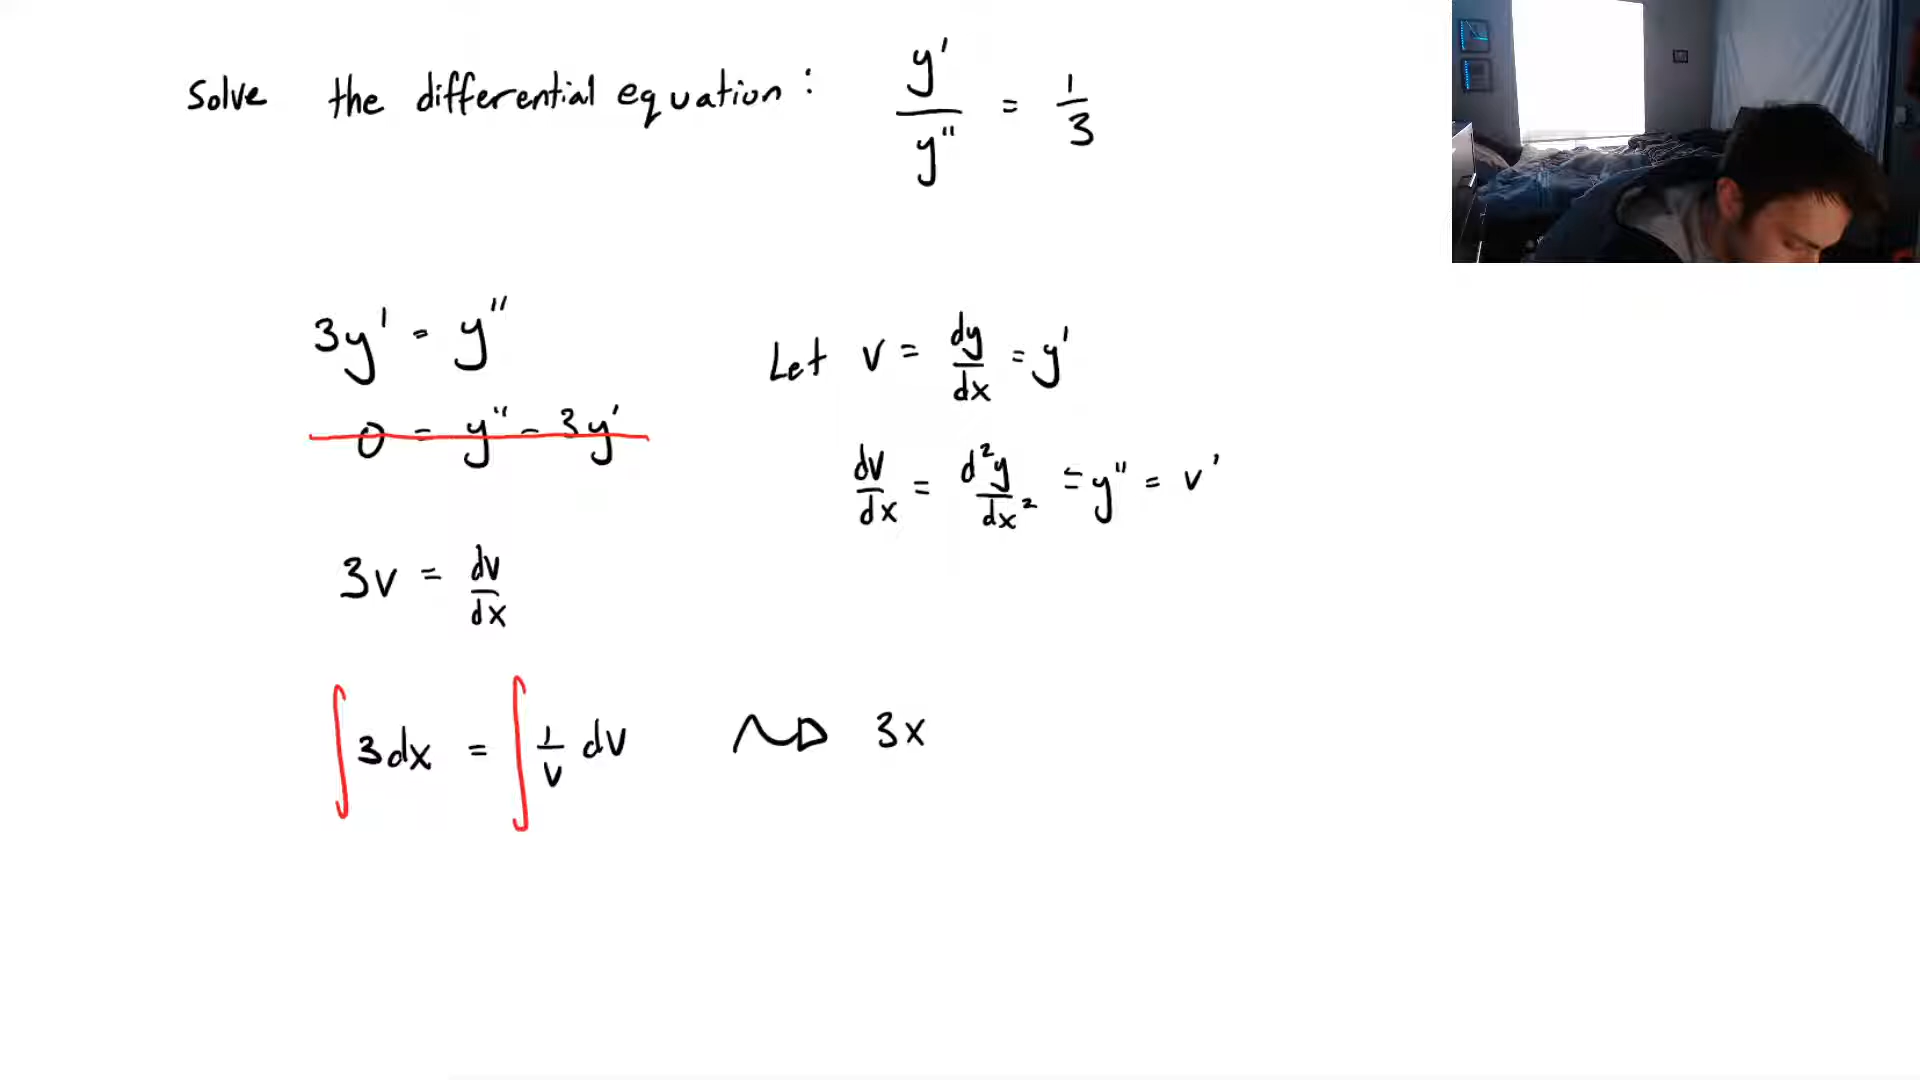 Solve the differential equation: y'/y" = 1/3
3y' = y"
0 = y" - 3y'
3v = dv/dx
∫3dx = ∫1/v dv ~> 3x
Let v = dy/dx = y'
dv/dx = d²y/dx² = y" = v'